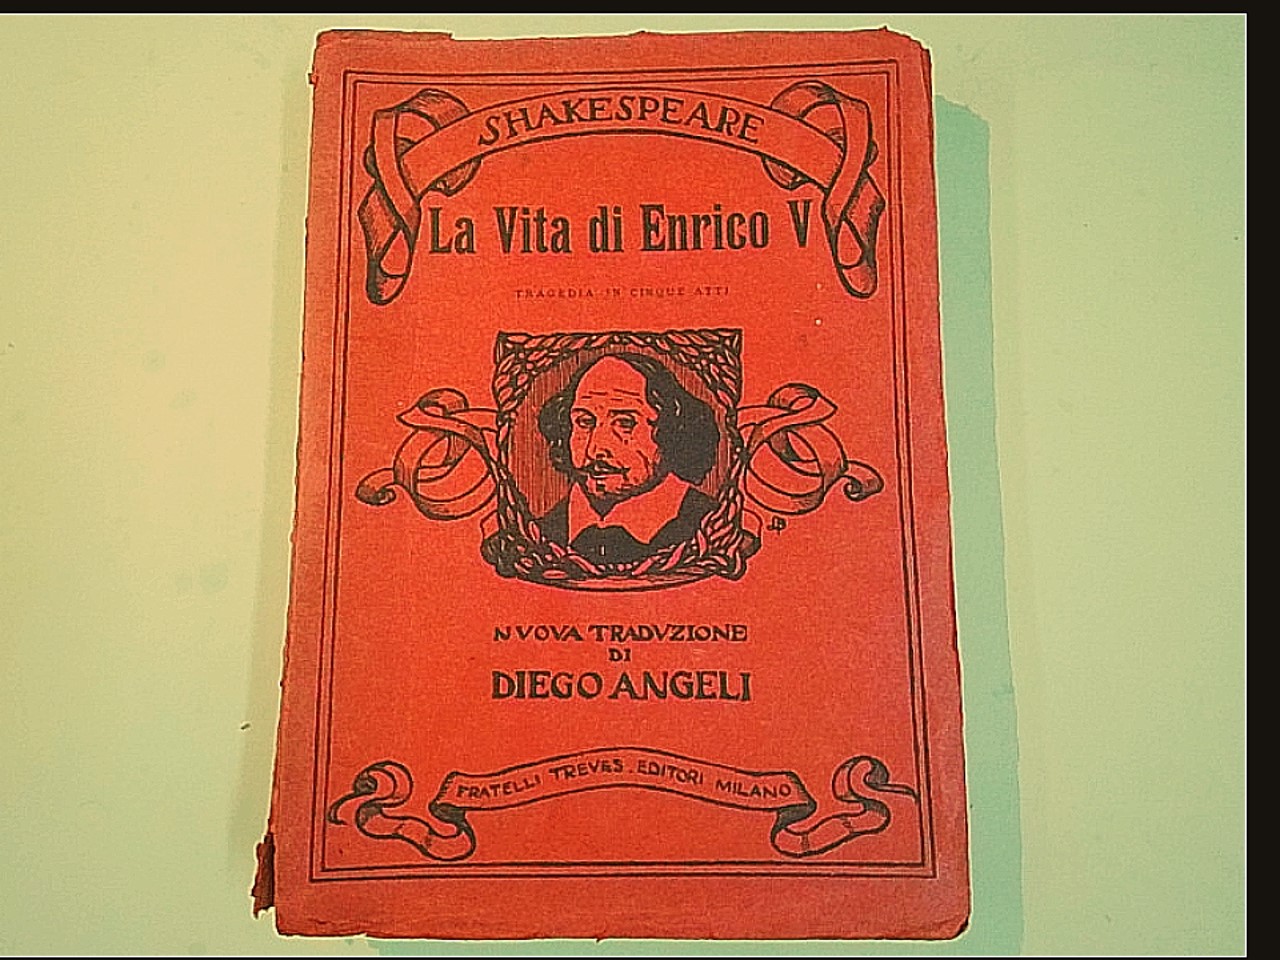 SHAKESPEARE
La Vita di Enrico V
TRAGEDIA IN CINQUE ATTI
NVOVA TRADVZIONE
DI
DIEGO ANGELI
FRATELLI TREVES . EDITORI MILANO